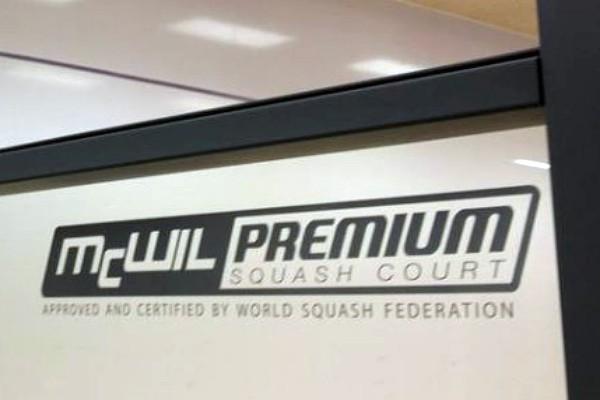 McWIL PREMIUM
SQUASH COURT
APPROVED AND CERTIFIED BY WORLD SQUASH FEDERATION